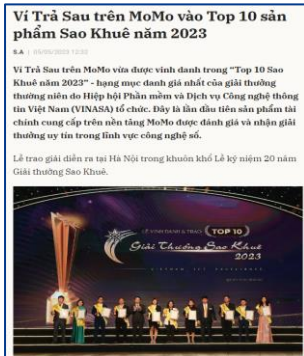 Ví Trả Sau trên MoMo vào Top 10 sản
phẩm Sao Khuê năm 2023
S.A | 05/05/2023 12:02
Ví Trả Sau trên MoMo vừa được vinh danh trong “Top 10 Sao
Khuê năm 2023” - hạng mục danh giá nhất của giải thưởng
thường niên do Hiệp hội Phần mềm và Dịch vụ Công nghệ thông
tin Việt Nam (VINASA) tổ chức. Đây là lần đầu tiên sản phẩm tài
chính cung cấp trên nền tảng MoMo được đánh giá và nhận giải
thưởng uy tín trong lĩnh vực công nghệ số.
Lễ trao giải diễn ra tại Hà Nội trong khuôn khổ Lễ kỷ niệm 20 năm
Giải thưởng Sao Khuê.
LỄ VINH DANH & TRAO TOP 10
Giải Thưởng Sao Khuê
2023